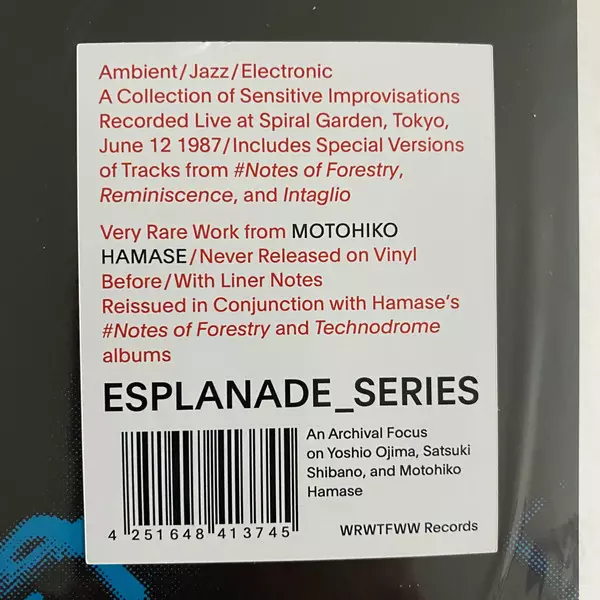 Ambient/Jazz/Electronic
A Collection of Sensitive Improvisations
Recorded Live at Spiral Garden, Tokyo,
June 12 1987/Includes Special Versions
of Tracks from #Notes of Forestry,
Reminiscence, and Intaglio
Very Rare Work from MOTOHIKO
HAMASE/Never Released on Vinyl
Before/With Liner Notes
Reissued in Conjunction with Hamase's
#Notes of Forestry and Technodrome
albums
ESPLANADE_SERIES
An Archival Focus
on Yoshio Ojima, Satsuki
Shibano, and Motohiko
Hamase
4 251648 413745
WRWTFWW Records